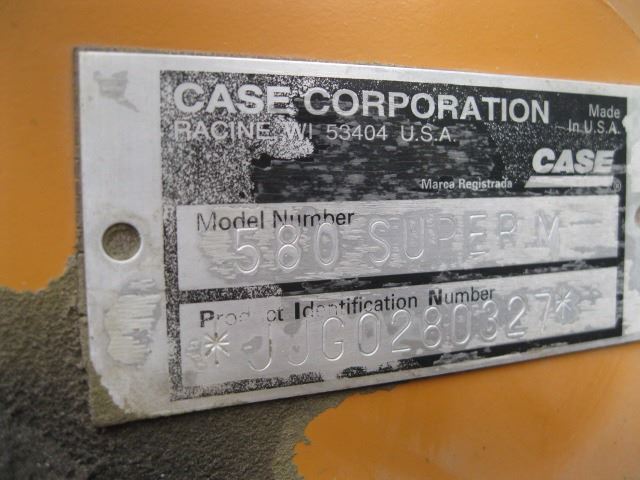 CASE CORPORATION
RACINE WI 53404 U.S.A.
Made
In U.S.A.
CASE
®
Marca Registrada
Model Number
580 SUPER M
Product Identification Number
*JJG0280327*